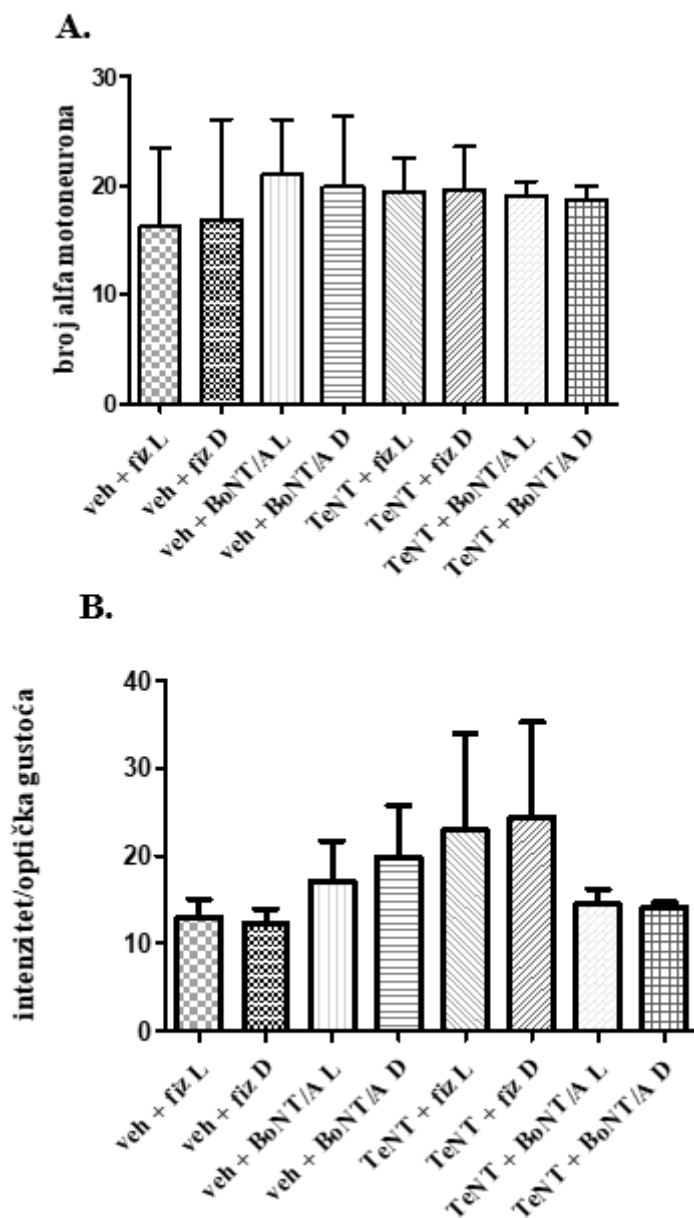 A.
broj alfa motoneurona
30
20
10
0
veh + fiz L
veh + fiz D
veh + BoNT/A L
veh + BoNT/A D
TeNT + fiz L
TeNT + fiz D
TeNT + BoNT/A L
TeNT + BoNT/A D
B.
intenzitet/optička gustoća
40
30
20
10
0
veh + fiz L
veh + fiz D
veh + BoNT/A L
veh + BoNT/A D
TeNT + fiz L
TeNT + fiz D
TeNT + BoNT/A L
TeNT + BoNT/A D